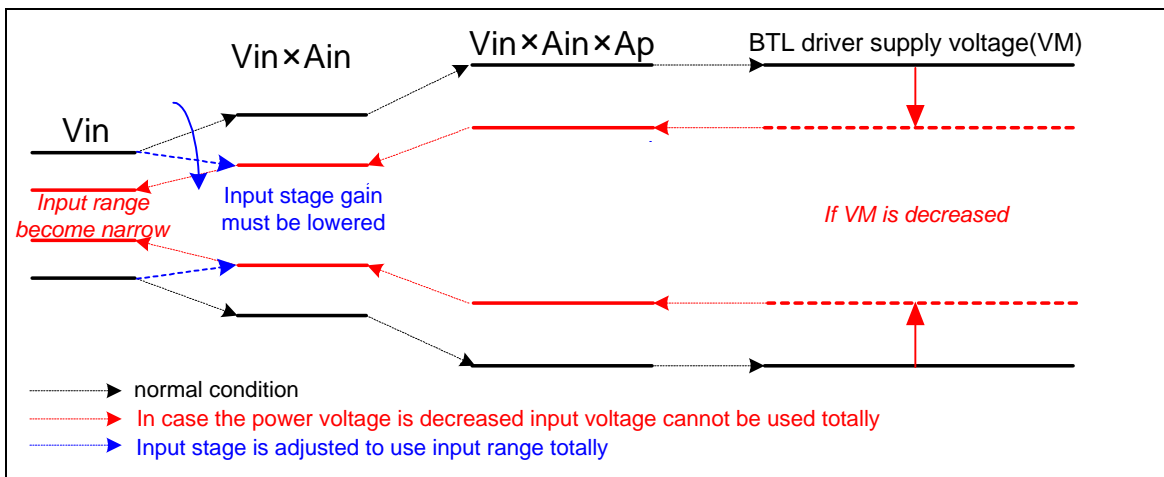 Vin
Vin×Ain
Vin×Ain×Ap
BTL driver supply voltage(VM)
Input range
become narrow
Input stage gain
must be lowered
If VM is decreased
normal condition
In case the power voltage is decreased input voltage cannot be used totally
Input stage is adjusted to use input range totally